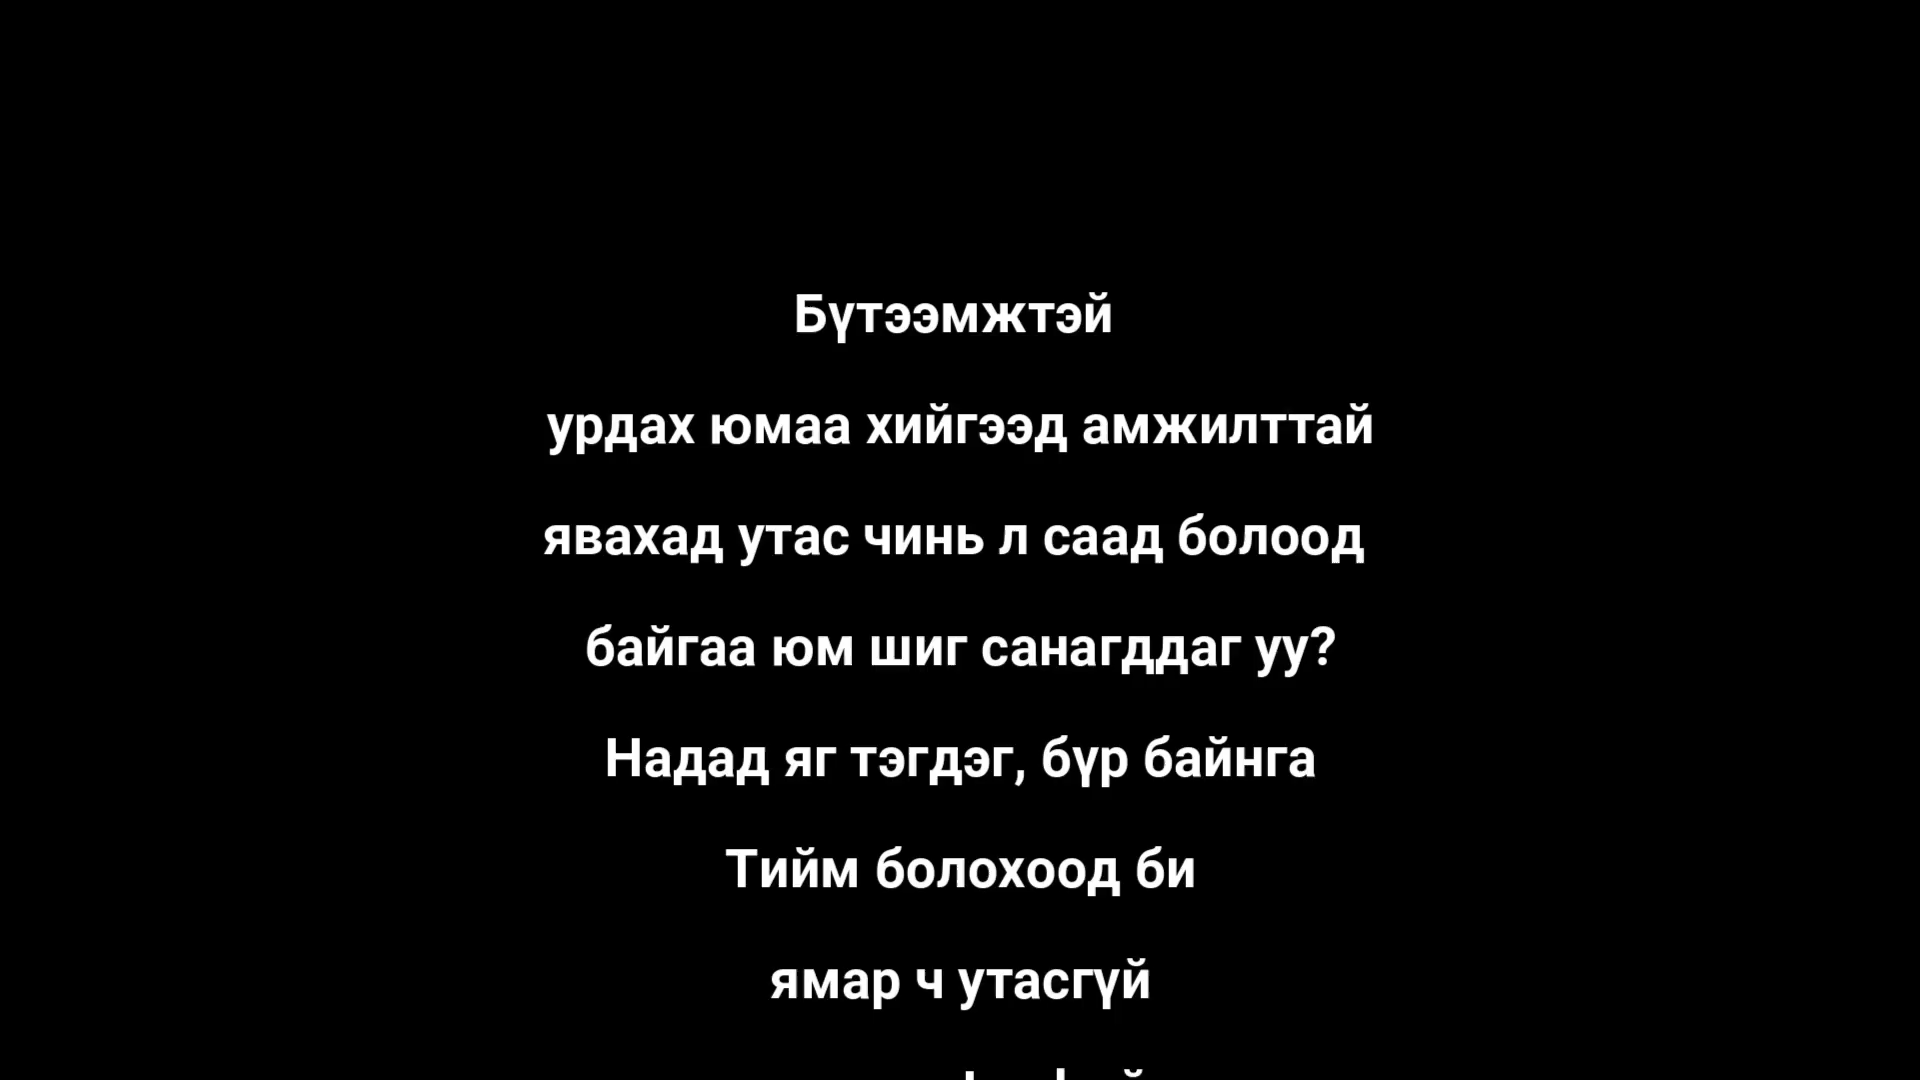 Бүтээмжтэй
урдах юмаа хийгээд амжилттай
явахад утас чинь л саад болоод
байгаа юм шиг санагддаг уу?
Надад яг тэгдэг, бүр байнга
Тийм болохоод би
ямар ч утасгүй